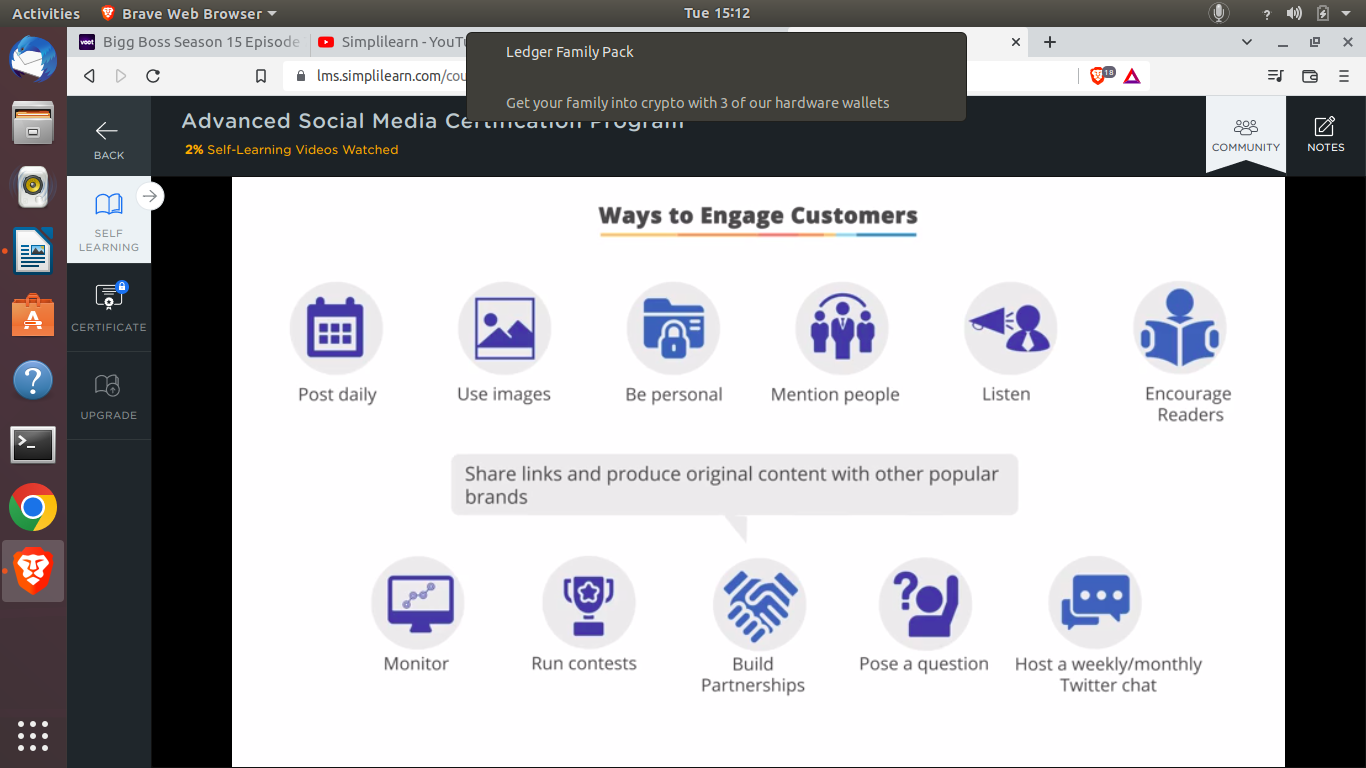 Activities
Brave Web Browser
Tue 15:12
voot
Bigg Boss Season 15 Episode
Simplilearn - YouTu
Ledger Family Pack
Get your family into crypto with 3 of our hardware wallets
lms.simplilearn.com/cou
18
BACK
Advanced Social Media Certification Program
2% Self-Learning Videos Watched
COMMUNITY
NOTES
SELF
LEARNING
CERTIFICATE
UPGRADE
Ways to Engage Customers
Post daily
Use images
Be personal
Mention people
Listen
Encourage
Readers
Share links and produce original content with other popular
brands
Monitor
Run contests
Build
Partnerships
Pose a question
Host a weekly/monthly
Twitter chat